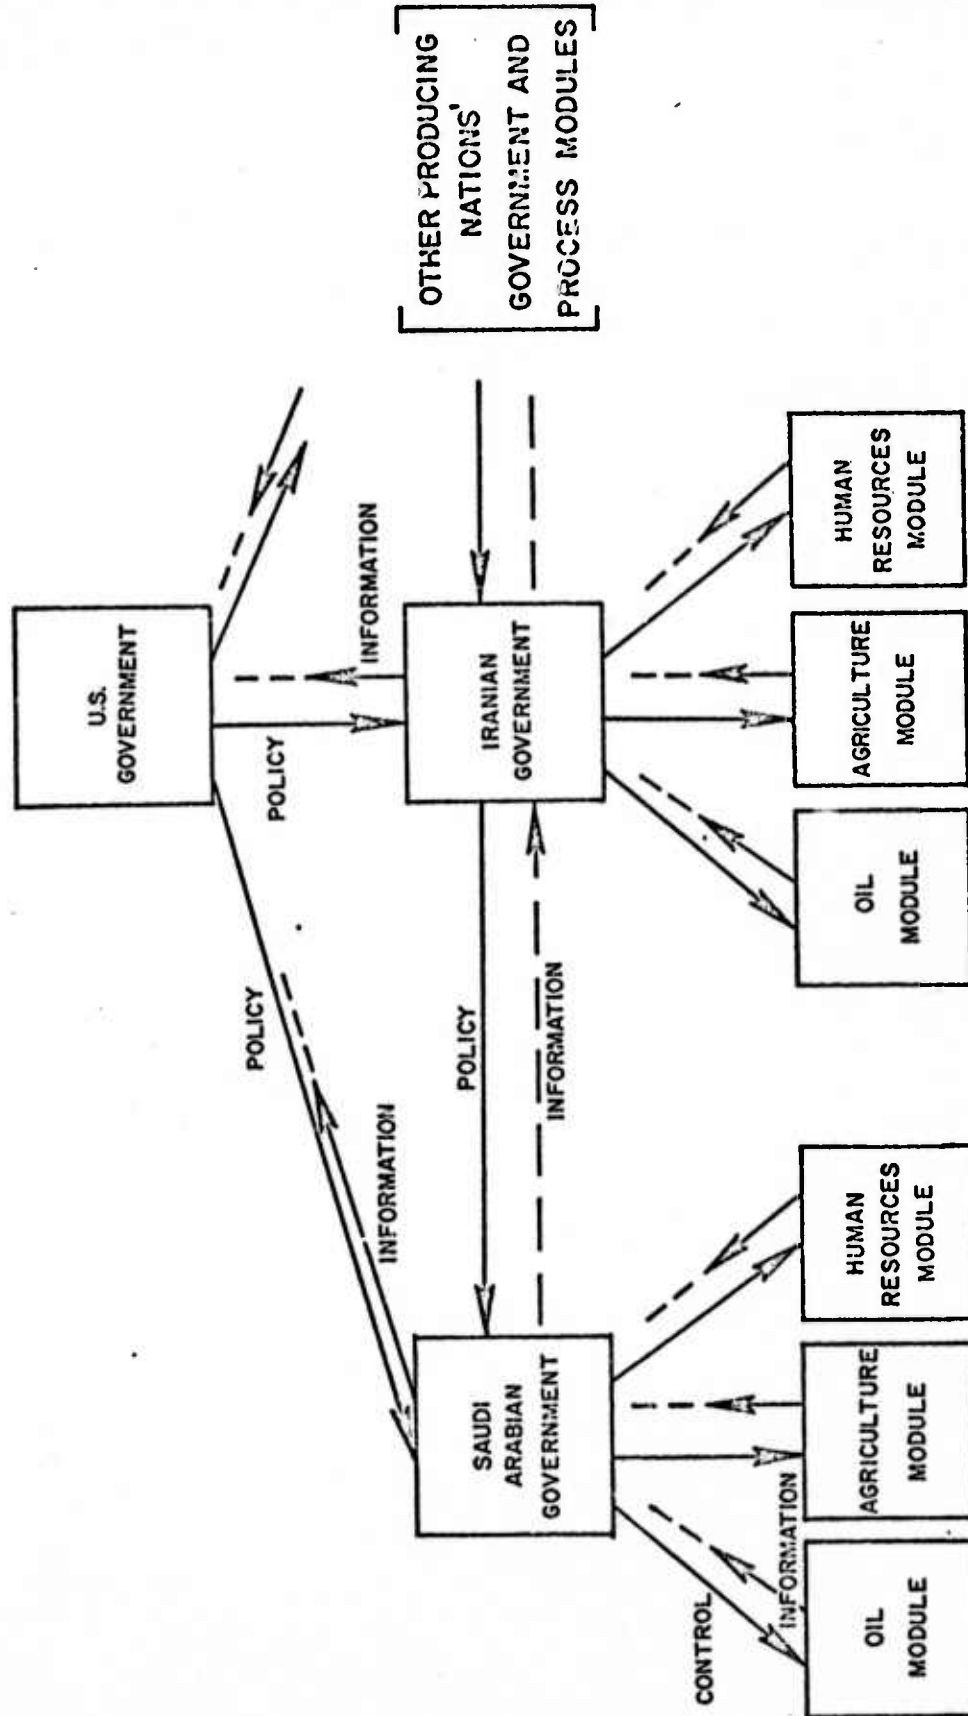 U.S.
GOVERNMENT
POLICY
INFORMATION
POLICY
INFORMATION
SAUDI
ARABIAN
GOVERNMENT
POLICY
INFORMATION
IRANIAN
GOVERNMENT
OTHER PRODUCING
NATIONS'
GOVERNMENT AND
PROCESS MODULES
CONTROL
INFORMATION
OIL
MODULE
AGRICULTURE
MODULE
HUMAN
RESOURCES
MODULE
OIL
MODULE
AGRICULTURE
MODULE
HUMAN
RESOURCES
MODULE